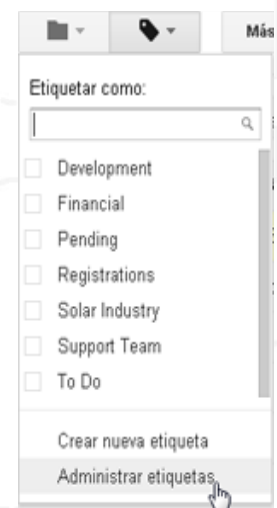 Más
Etiquetar como:
Development
Financial
Pending
Registrations
Solar Industry
Support Team
To Do
Crear nueva etiqueta
Administrar etiquetas